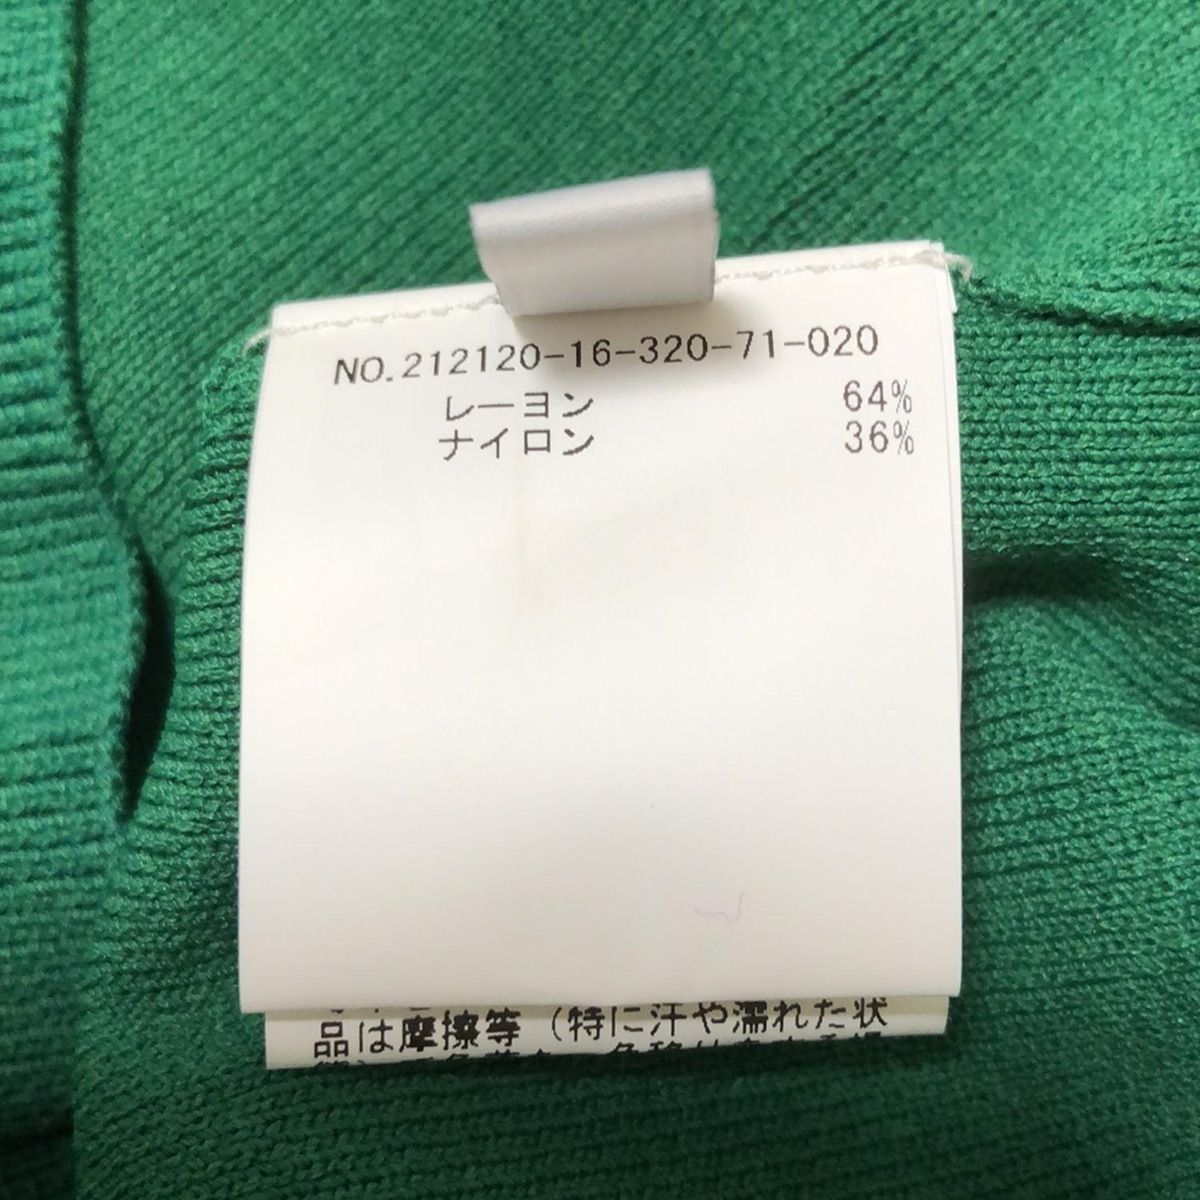 NO.212120-16-320-71-020
レーヨン 64%
ナイロン 36%
品は摩擦等（特に汗や濡れた状